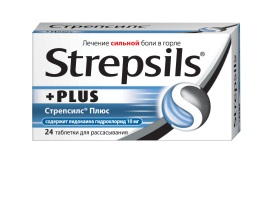 Лечение сильной боли в горле
Strepsils®
+PLUS
Стрепсилс® Плюс
содержит лидокаина гидрохлорид 10 мг
24 таблетки для рассасывания